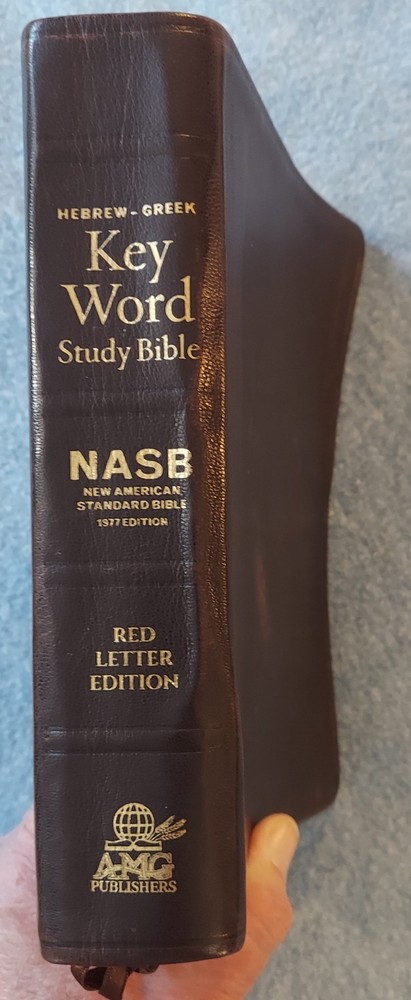 HEBREW-GREEK
Key
Word
Study Bible
NASB
NEW AMERICAN
STANDARD BIBLE
1977 EDITION
RED
LETTER
EDITION
AMG
PUBLISHERS